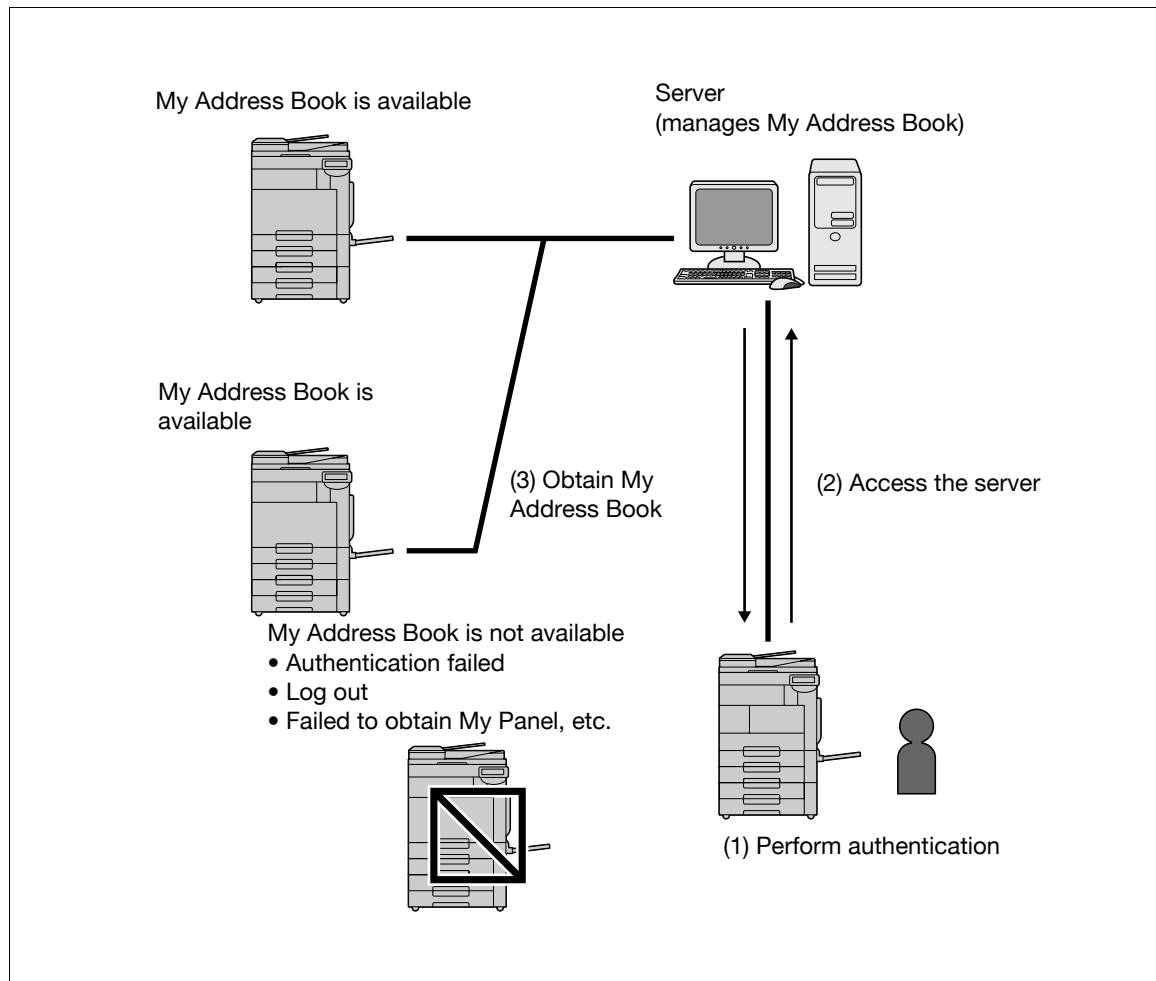 My Address Book is available
Server
(manages My Address Book)
My Address Book is
available
(3) Obtain My
Address Book
(2) Access the server
My Address Book is not available
• Authentication failed
• Log out
• Failed to obtain My Panel, etc.
(1) Perform authentication